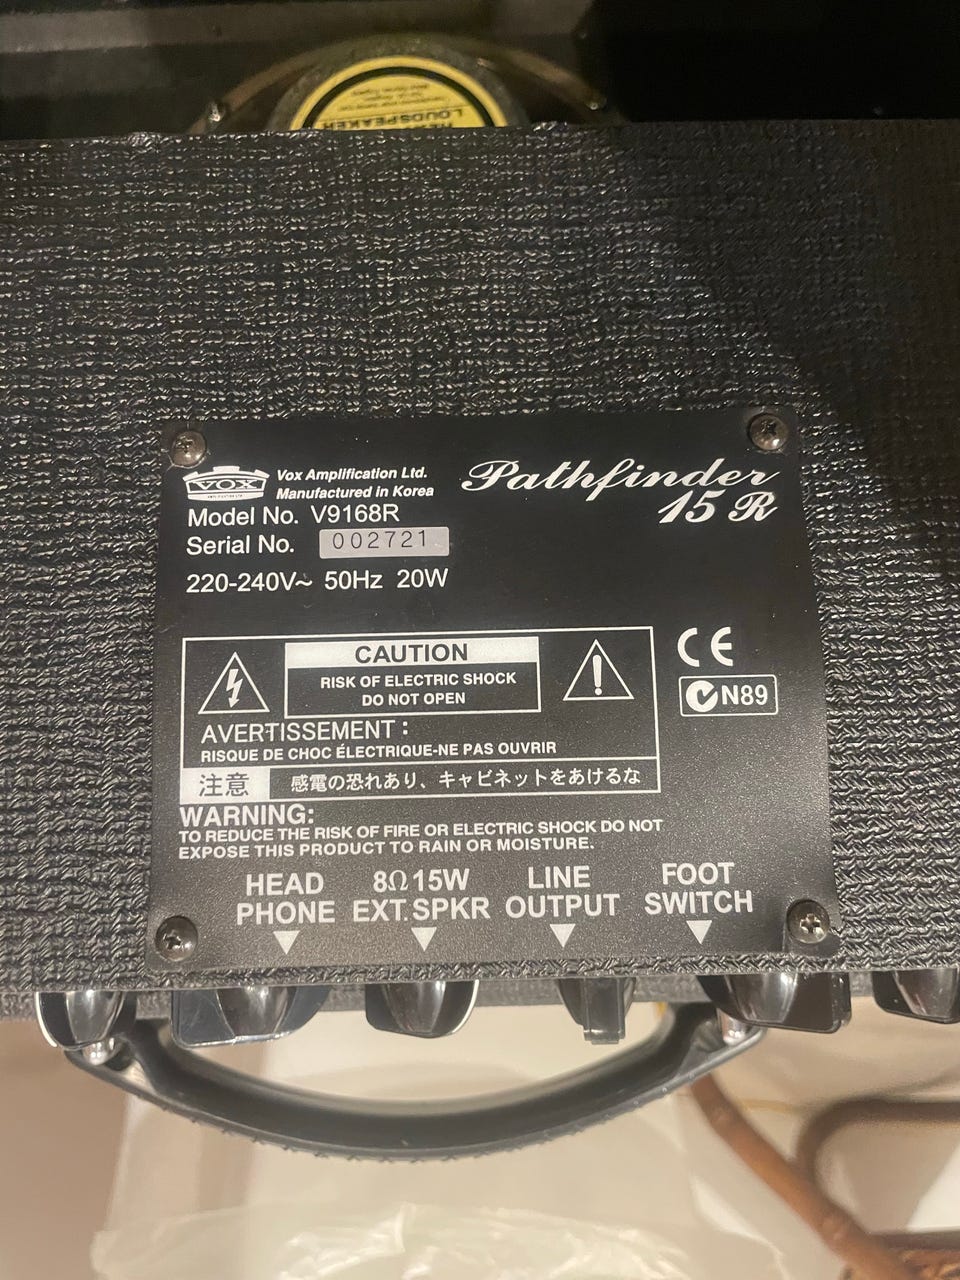 LOUDSPEAKER
VOX
Vox Amplification Ltd.
Manufactured in Korea
Pathfinder
15 R
Model No. V9168R
Serial No. 002721
220-240V~ 50Hz 20W
CAUTION
RISK OF ELECTRIC SHOCK
DO NOT OPEN
CE
N89
AVERTISSEMENT :
RISQUE DE CHOC ÉLECTRIQUE-NE PAS OUVRIR
注意 感電の恐れあり、キャビネットをあけるな
WARNING:
TO REDUCE THE RISK OF FIRE OR ELECTRIC SHOCK DO NOT
EXPOSE THIS PRODUCT TO RAIN OR MOISTURE.
HEAD PHONE
8Ω 15W EXT.SPKR
LINE OUTPUT
FOOT SWITCH